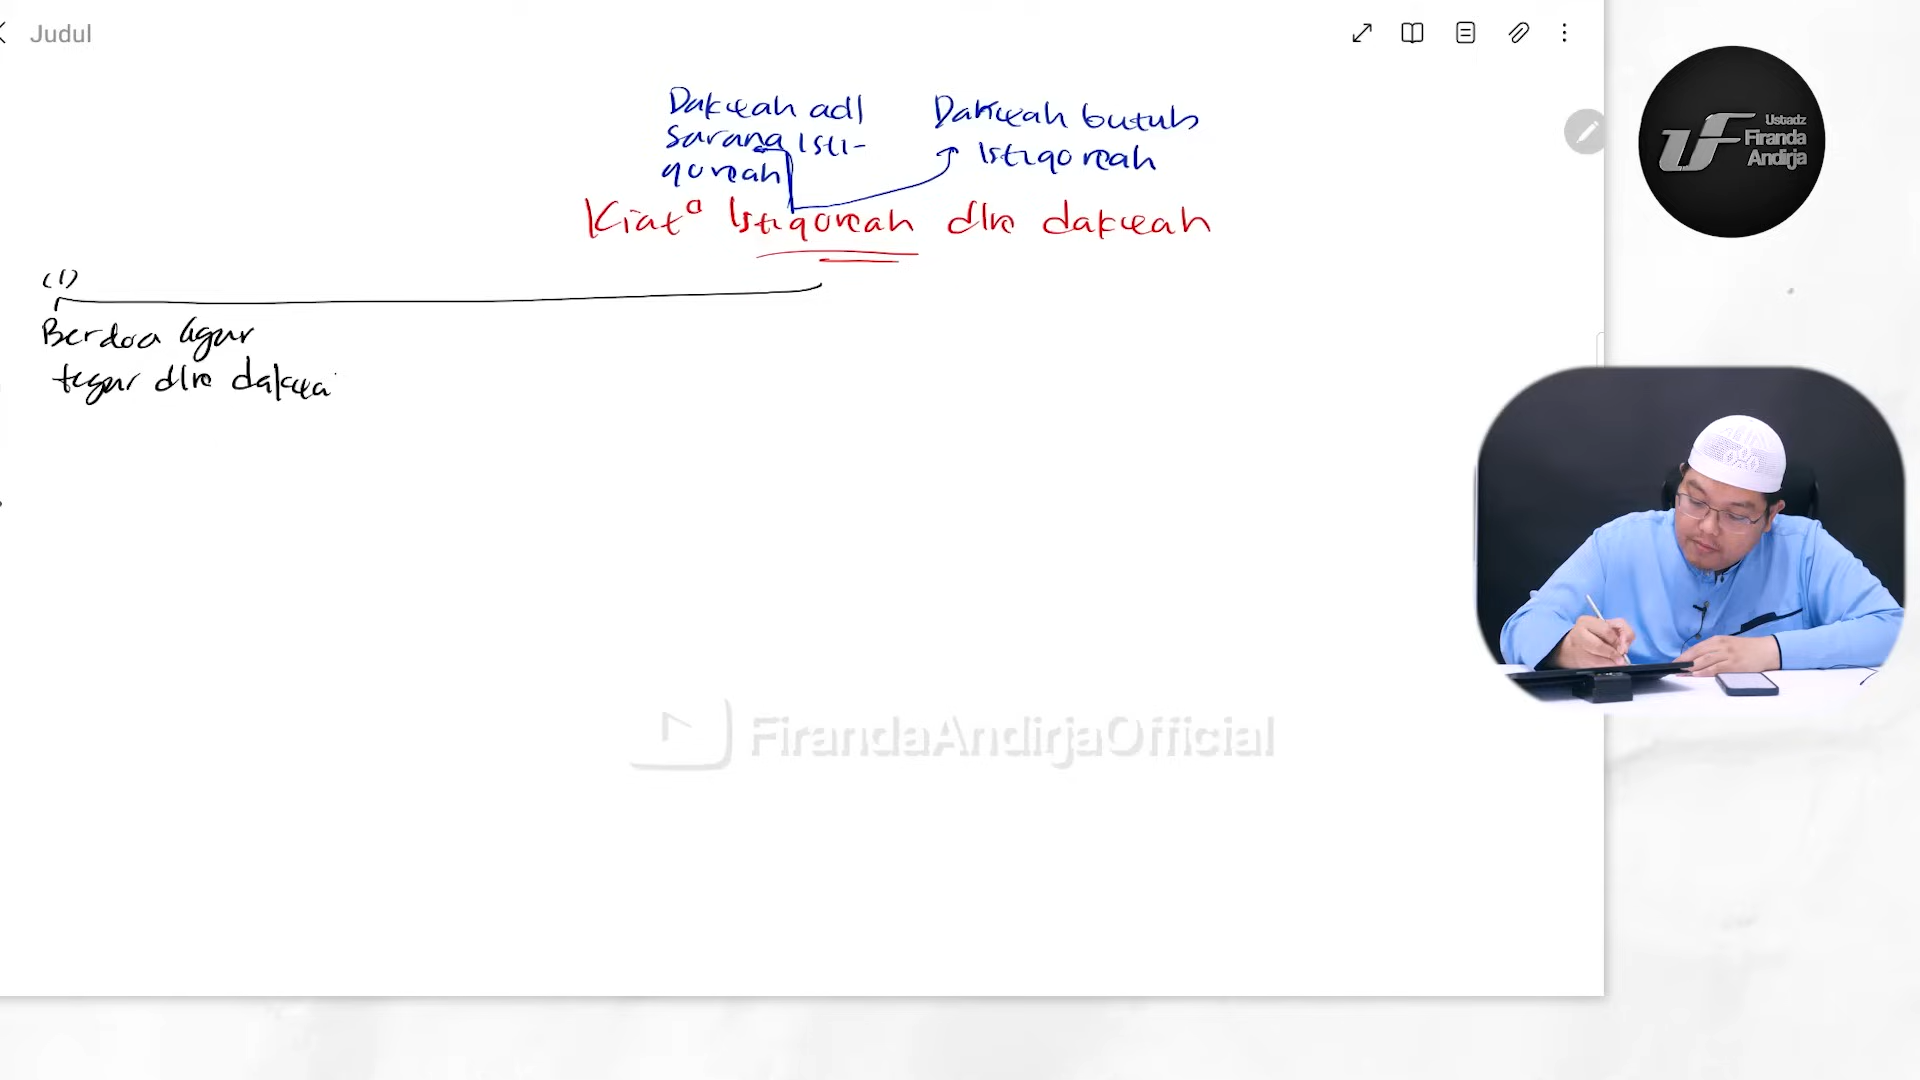 Judul
Dakwah adl
sarana isti-
qomah
Dakwah butuh
Istiqomah
Kiat² Istiqomah dlm dakwah
(1)
Berdoa agar
tegar dlm dakwa
Ustadz
Firanda
Andirja
FirandaAndirjaOfficial